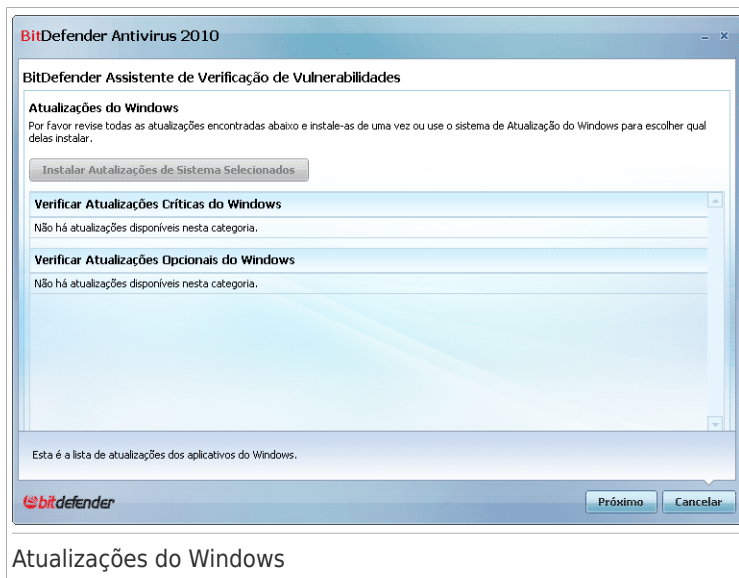 BitDefender Antivirus 2010
BitDefender Assistente de Verificação de Vulnerabilidades
Atualizações do Windows
Por favor revise todas as atualizações encontradas abaixo e instale-as de uma vez ou use o sistema de Atualização do Windows para escolher qual
delas instalar.
Instalar Autalizações de Sistema Selecionados
Verificar Atualizações Críticas do Windows
Não há atualizações disponíveis nesta categoria.
Verificar Atualizações Opcionais do Windows
Não há atualizações disponíveis nesta categoria.
Esta é a lista de atualizações dos aplicativos do Windows.
bitdefender
Próximo
Cancelar
Atualizações do Windows